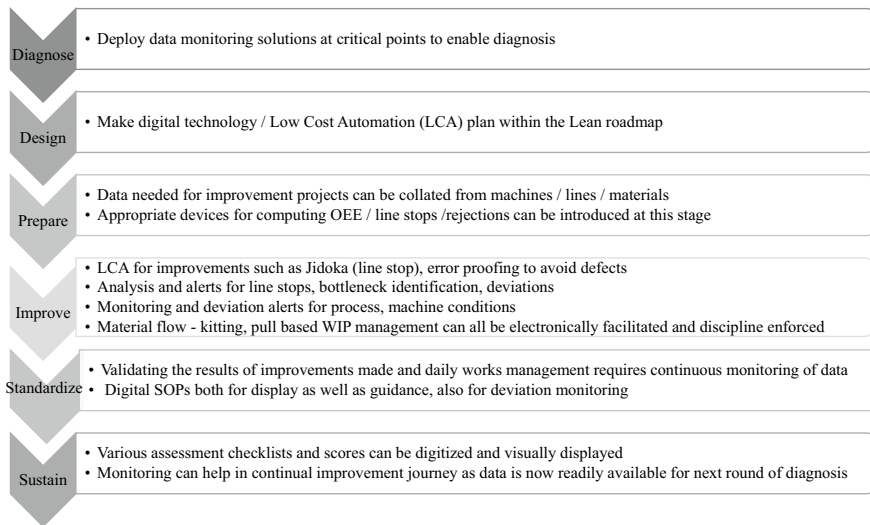 Diagnose
• Deploy data monitoring solutions at critical points to enable diagnosis
Design
• Make digital technology / Low Cost Automation (LCA) plan within the Lean roadmap
Prepare
• Data needed for improvement projects can be collated from machines / lines / materials
• Appropriate devices for computing OEE / line stops /rejections can be introduced at this stage
Improve
• LCA for improvements such as Jidoka (line stop), error proofing to avoid defects
• Analysis and alerts for line stops, bottleneck identification, deviations
• Monitoring and deviation alerts for process, machine conditions
• Material flow - kitting, pull based WIP management can all be electronically facilitated and discipline enforced
Standardize
• Validating the results of improvements made and daily works management requires continuous monitoring of data
• Digital SOPs both for display as well as guidance, also for deviation monitoring
Sustain
• Various assessment checklists and scores can be digitized and visually displayed
• Monitoring can help in continual improvement journey as data is now readily available for next round of diagnosis